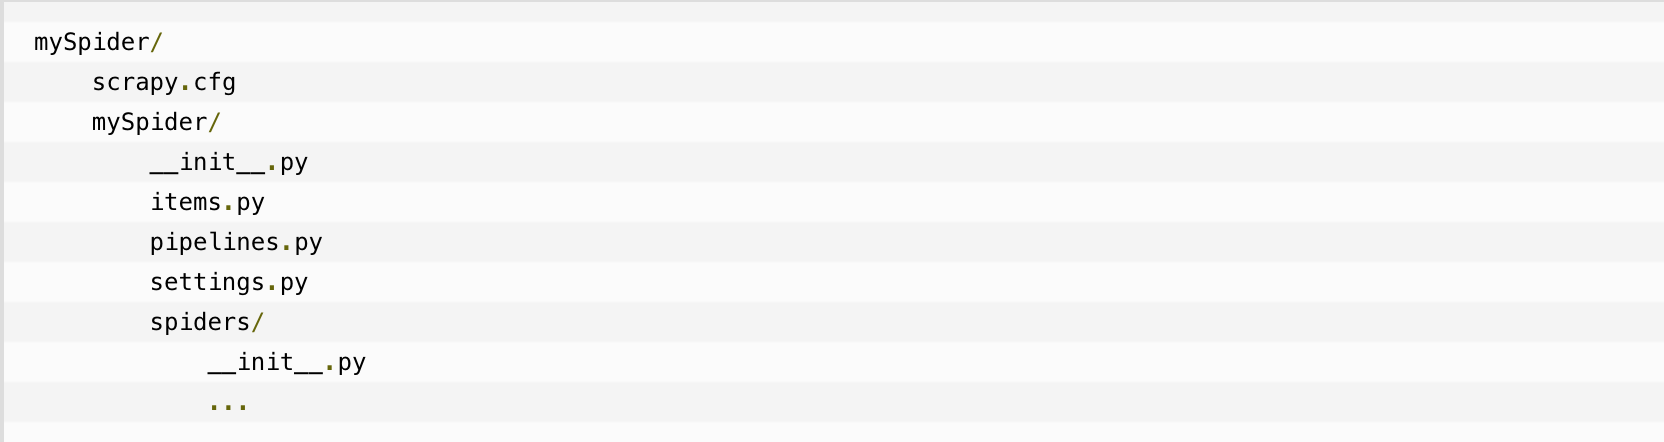 mySpider/
    scrapy.cfg
    mySpider/
        __init__.py
        items.py
        pipelines.py
        settings.py
        spiders/
            __init__.py
            ...